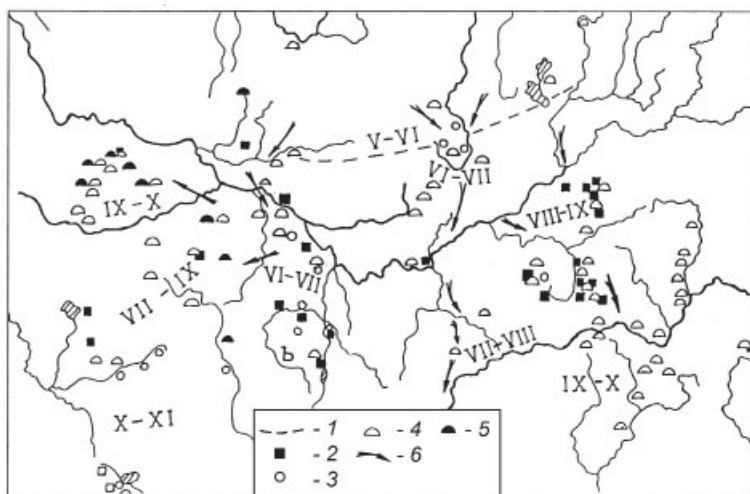 V-VI
VI-VII
IX-X
VIII-IX
VII-IX
VI-VII
VII-VIII
IX-X
b
X-XI
- 1
- 4
- 5
- 2
- 6
- 3